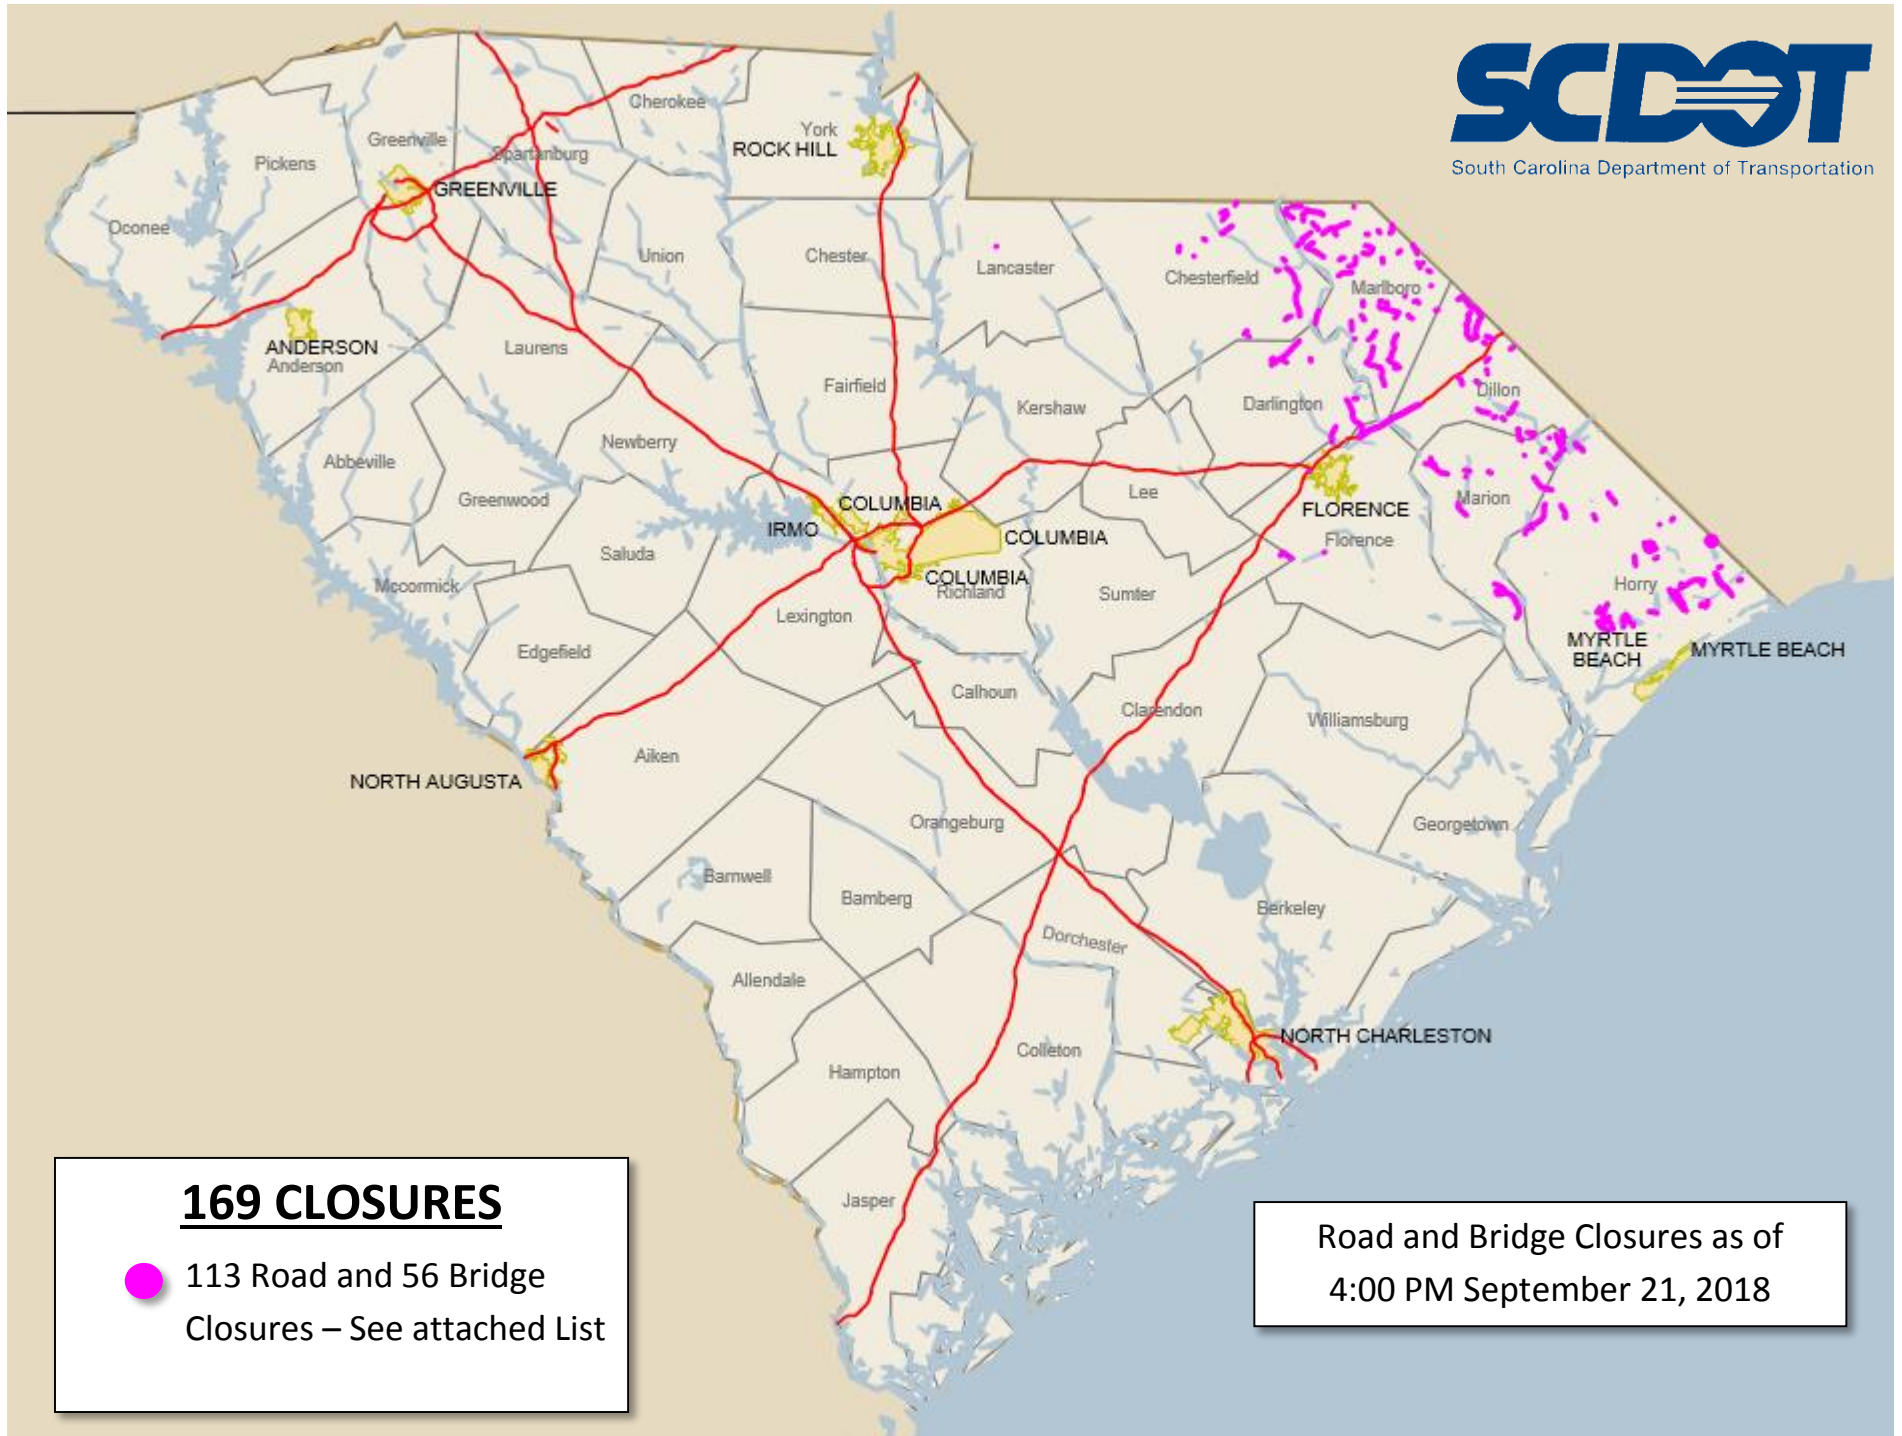 SCDOT
South Carolina Department of Transportation
Cherokee
York
ROCK HILL
Greenville
Spartanburg
Pickens
GREENVILLE
Oconee
Union
Chester
Lancaster
Chesterfield
Marlboro
ANDERSON
Anderson
Laurens
Fairfield
Kershaw
Darlington
Dillon
Newberry
Abbeville
Greenwood
Lee
Marion
COLUMBIA
IRMO
COLUMBIA
FLORENCE
Florence
Saluda
COLUMBIA
Richland
Mccormick
Sumter
Horry
Lexington
Edgefield
MYRTLE
BEACH
MYRTLE BEACH
Calhoun
Clarendon
Williamsburg
Aiken
NORTH AUGUSTA
Orangeburg
Georgetown
Barnwell
Bamberg
Berkeley
Dorchester
Allendale
NORTH CHARLESTON
Colleton
Hampton
Jasper
169 CLOSURES
113 Road and 56 Bridge
Closures – See attached List
Road and Bridge Closures as of
4:00 PM September 21, 2018